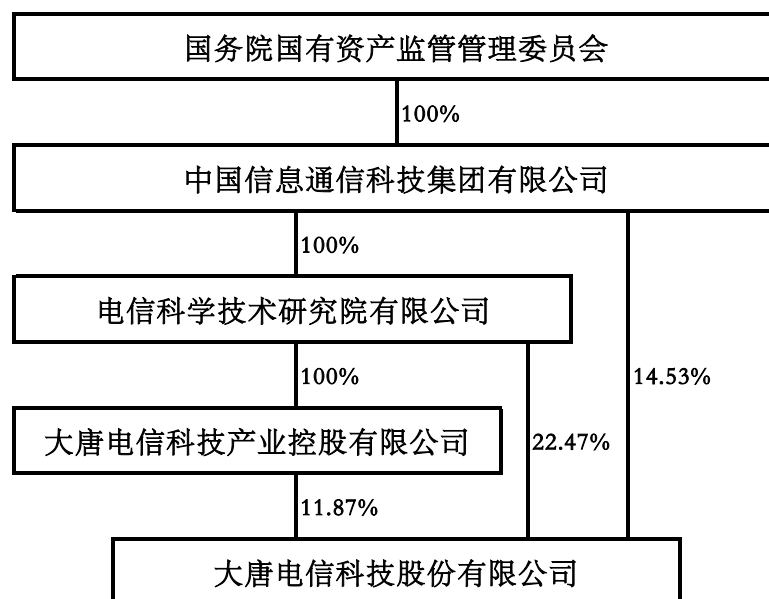 国务院国有资产监管管理委员会
100%
中国信息通信科技集团有限公司
100%
电信科学技术研究院有限公司
100%
14.53%
大唐电信科技产业控股有限公司
22.47%
11.87%
大唐电信科技股份有限公司